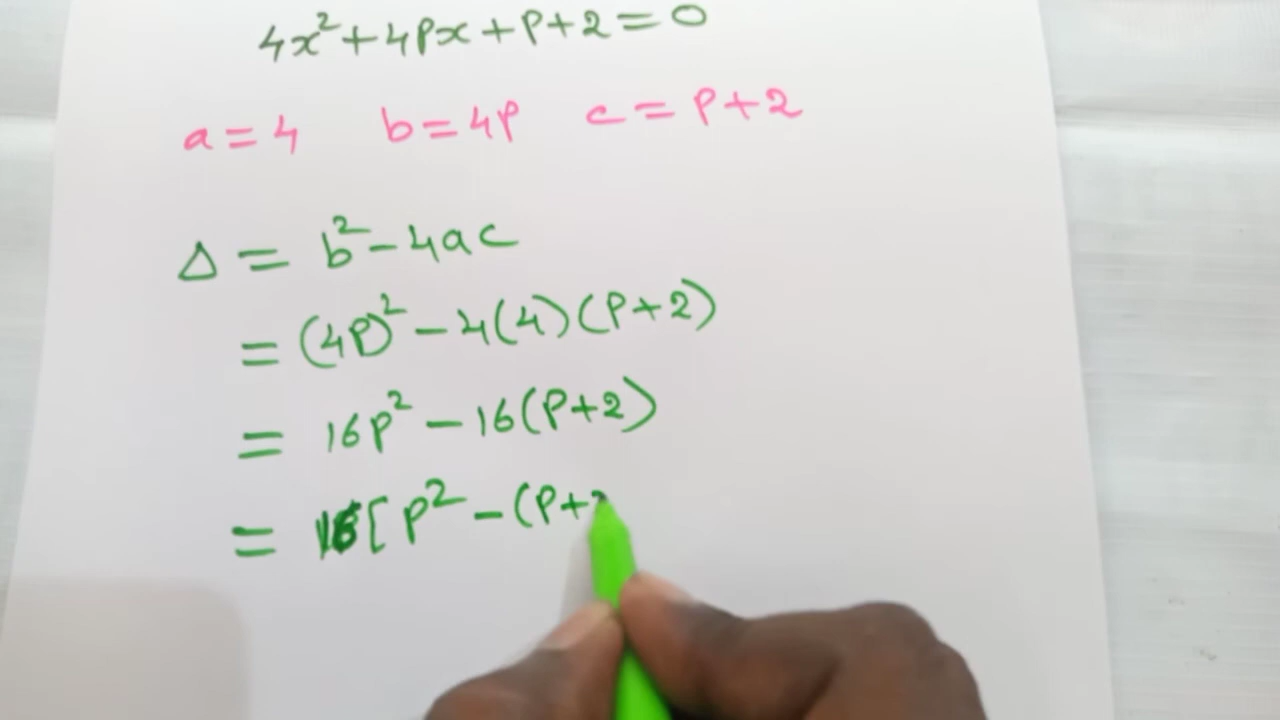 4x²+4px+p+2=0
a=4 b=4p c=p+2
Δ = b²-4ac
= (4p)²-4(4)(p+2)
= 16p²-16(p+2)
= 16[p²-(p+2